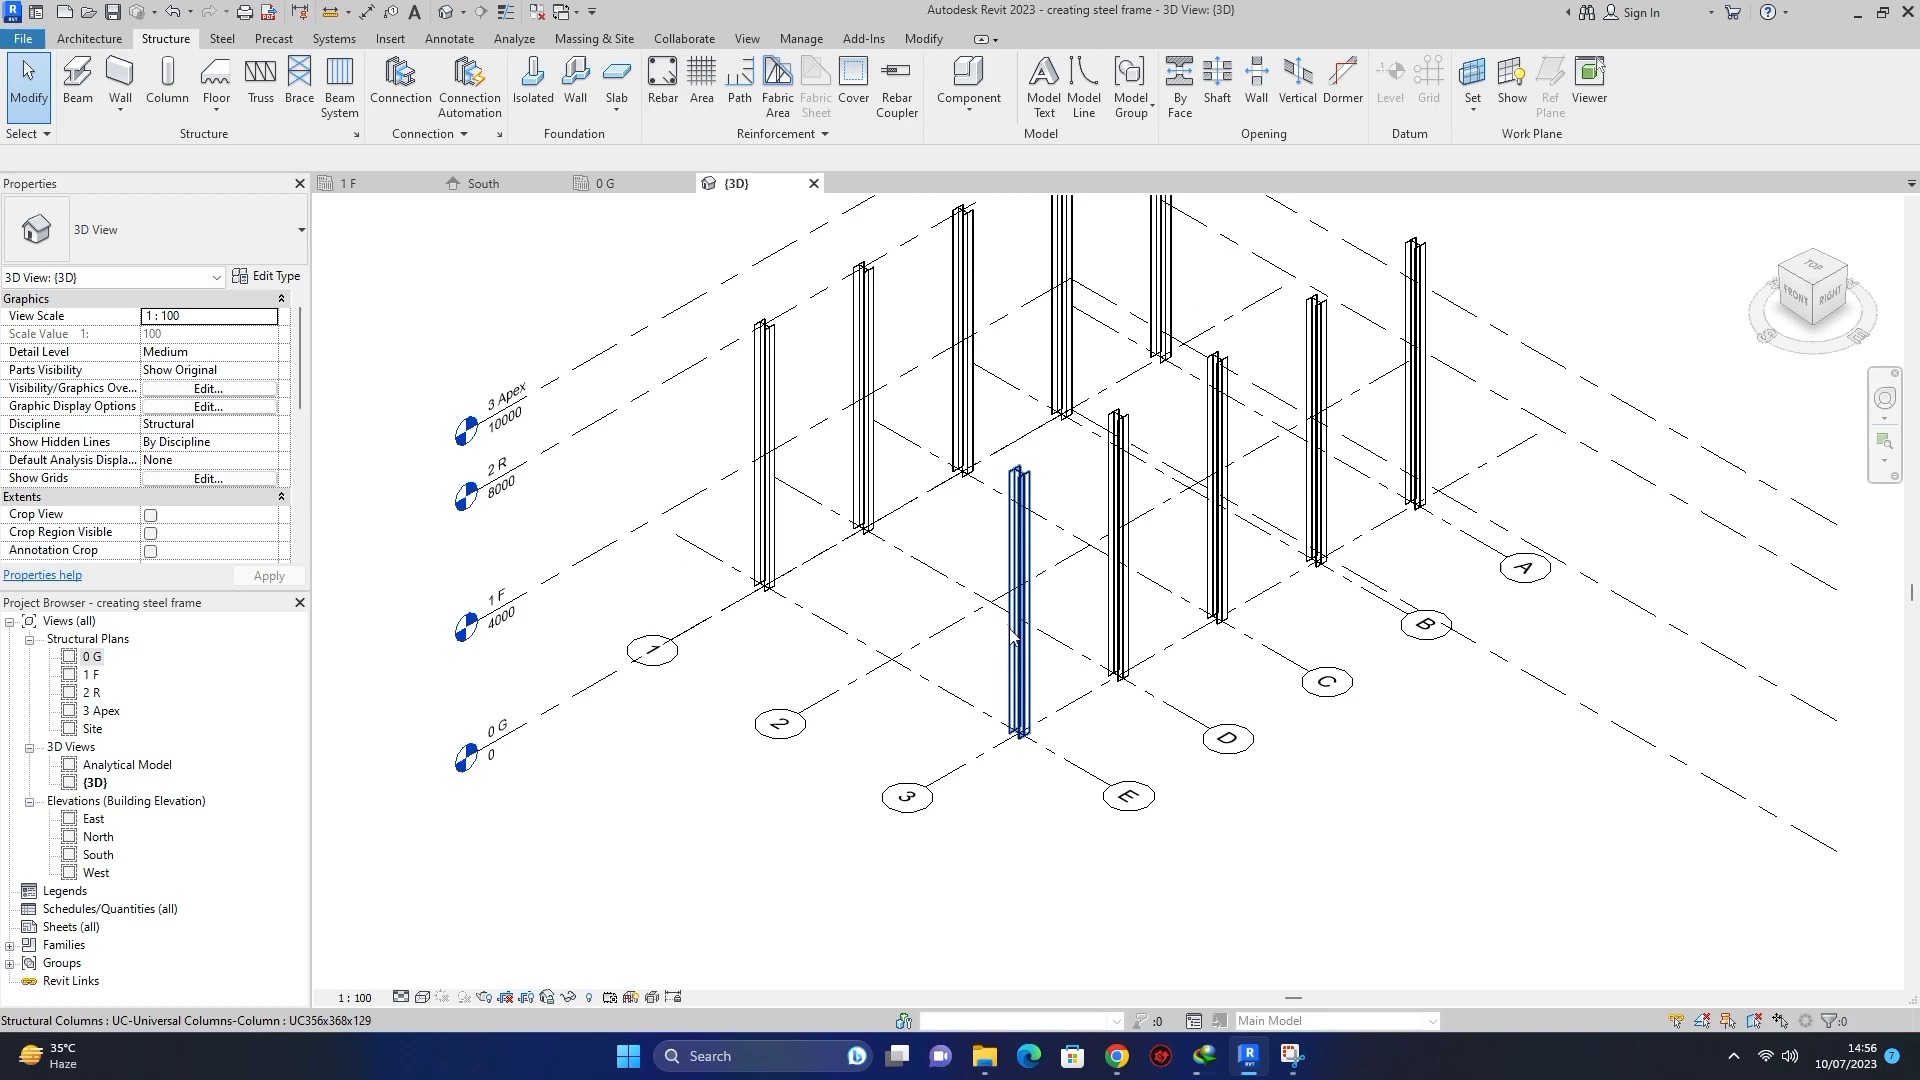 Autodesk Revit 2023 - creating steel frame - 3D View: {3D}
Sign In
File Architecture Structure Steel Precast Systems Insert Annotate Analyze Massing & Site Collaborate View Manage Add-Ins Modify
Modify Beam Wall Column Floor Truss Brace Beam System Connection Connection Automation Isolated Wall Slab Rebar Area Path Fabric Area Fabric Sheet Cover Rebar Coupler Component Model Text Model Line Model Group By Face Shaft Wall Vertical Dormer Level Grid Set Show Ref Plane Viewer
Select Structure Connection Foundation Reinforcement Model Opening Datum Work Plane
Properties
1 F South 0 G {3D}
3D View
3D View: {3D} Edit Type
Graphics
View Scale 1 : 100
Scale Value 1: 100
Detail Level Medium
Parts Visibility Show Original
Visibility/Graphics Ove... Edit...
Graphic Display Options Edit...
Discipline Structural
Show Hidden Lines By Discipline
Default Analysis Displa... None
Show Grids Edit...
Extents
Crop View
Crop Region Visible
Annotation Crop
Properties help Apply
Project Browser - creating steel frame
Views (all)
Structural Plans
0 G
1 F
2 R
3 Apex
Site
3D Views
Analytical Model
{3D}
Elevations (Building Elevation)
East
North
South
West
Legends
Schedules/Quantities (all)
Sheets (all)
Families
Groups
Revit Links
TOP
FRONT RIGHT
3 Apex
10000
2 R
8000
1 F
4000
0 G
0
1
2
3
A
B
C
D
E
1 : 100
Structural Columns : UC-Universal Columns-Column : UC356x368x129
:0
Main Model
:0
35°C
Haze
Search
14:56
10/07/2023
7